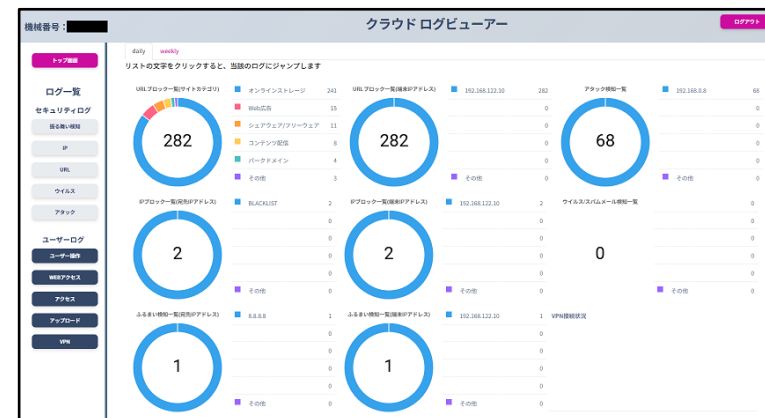 機械番号：
クラウド ログビューアー
ログアウト
トップ画面
ログ一覧
セキュリティログ
振る舞い検知
IP
URL
ウイルス
アタック
ユーザーログ
ユーザー操作
WEBアクセス
アクセス
アップロード
VPN
daily weekly
リストの文字をクリックすると、当該のログにジャンプします
URLブロック一覧(サイトカテゴリ)
282
オンラインストレージ 241
Web広告 15
シェアウェア/フリーウェア 11
コンテンツ配信 8
パークドメイン 4
その他 3
URLブロック一覧(端末IPアドレス)
282
192.168.122.10 282
0
0
0
0
その他 0
アタック検知一覧
68
192.168.0.8 68
0
0
0
0
その他 0
IPブロック一覧(宛先IPアドレス)
2
BLACKLIST 2
0
0
0
0
その他 0
IPブロック一覧(端末IPアドレス)
2
192.168.122.10 2
0
0
0
0
その他 0
ウイルス/スパムメール検知一覧
0
0
0
0
0
0
その他 0
ふるまい検知一覧(宛先IPアドレス)
1
8.8.8.8 1
0
0
0
0
その他 0
ふるまい検知一覧(端末IPアドレス)
1
192.168.122.10 1
0
0
0
0
その他 0
VPN接続状況